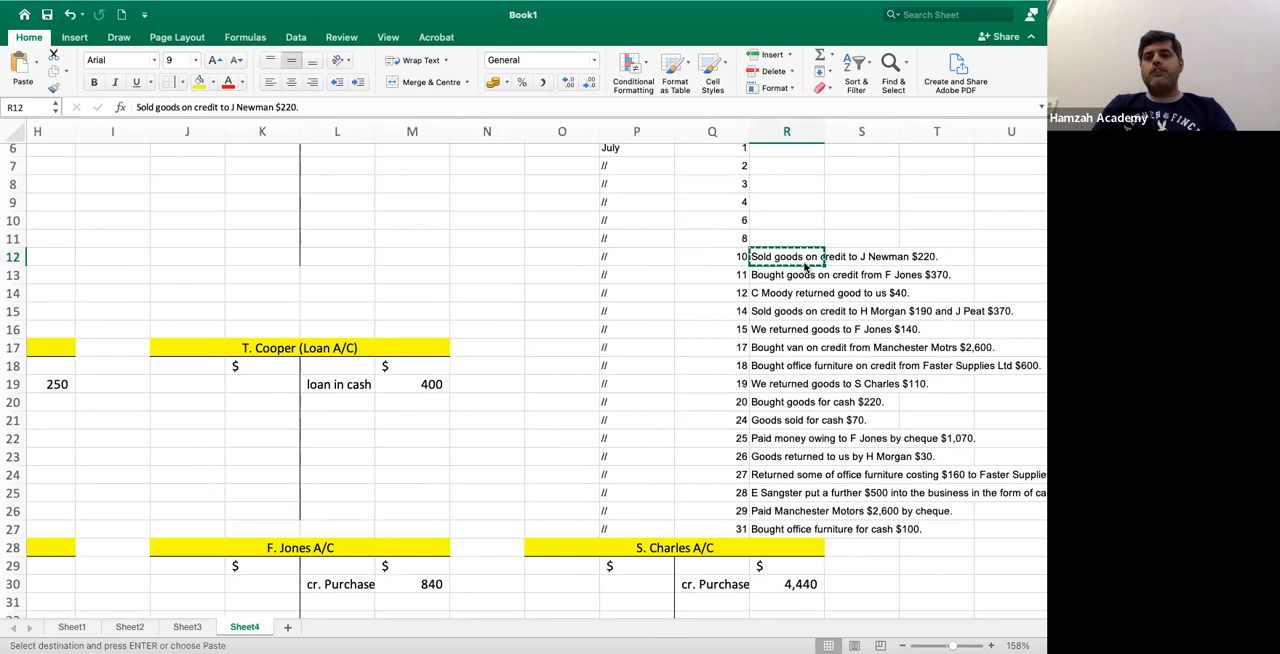 Book1
Search Sheet
Home Insert Draw Page Layout Formulas Data Review View Acrobat
Share
Paste
Arial 9
Wrap Text
General
Merge & Centre
Conditional Formatting
Format as Table
Cell Styles
Insert
Delete
Format
Sort & Filter
Find & Select
Create and Share Adobe PDF
R12
fx Sold goods on credit to J Newman $220.
Hamzah Academy
H I J K L M N O P Q R S T U
6 July 1
7 // 2
8 // 3
9 // 4
10 // 6
11 // 8
12 // 10 Sold goods on credit to J Newman $220.
13 // 11 Bought goods on credit from F Jones $370.
14 // 12 C Moody returned good to us $40.
15 // 14 Sold goods on credit to H Morgan $190 and J Peat $370.
16 // 15 We returned goods to F Jones $140.
17 T. Cooper (Loan A/C) // 17 Bought van on credit from Manchester Motrs $2,600.
18 $ $ // 18 Bought office furniture on credit from Faster Supplies Ltd $600.
19 250 loan in cash 400 // 19 We returned goods to S Charles $110.
20 // 20 Bought goods for cash $220.
21 // 24 Goods sold for cash $70.
22 // 25 Paid money owing to F Jones by cheque $1,070.
23 // 26 Goods returned to us by H Morgan $30.
24 // 27 Returned some of office furniture costing $160 to Faster Supplie
25 // 28 E Sangster put a further $500 into the business in the form of ca
26 // 29 Paid Manchester Motors $2,600 by cheque.
27 // 31 Bought office furniture for cash $100.
28 F. Jones A/C S. Charles A/C
29 $ $ $ $
30 cr. Purchase 840 cr. Purchase 4,440
31
Sheet1 Sheet2 Sheet3 Sheet4
Select destination and press ENTER or choose Paste
158%